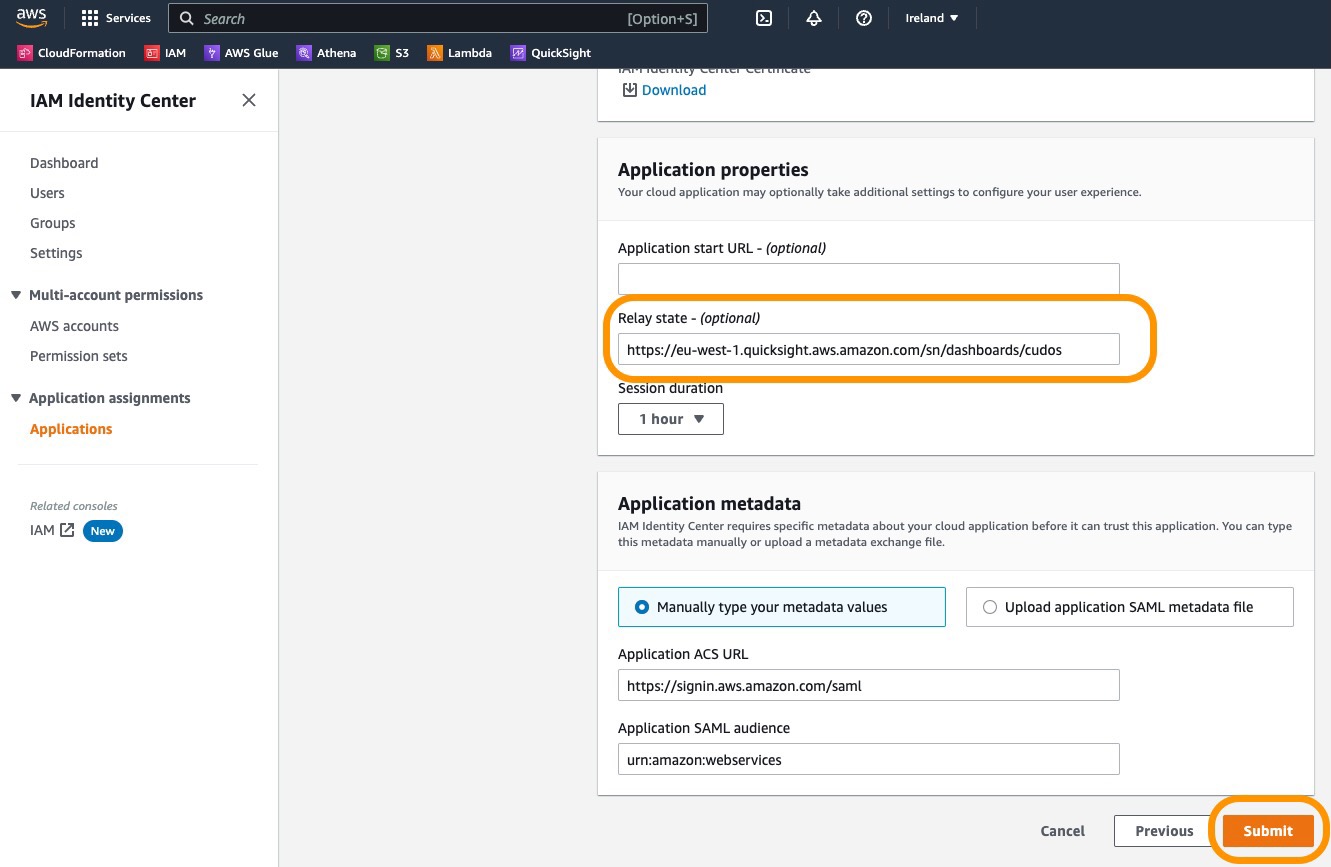 aws
Services
Search
[Option+S]
Ireland
CloudFormation
IAM
AWS Glue
Athena
S3
Lambda
QuickSight
IAM Identity Center
Dashboard
Users
Groups
Settings
Multi-account permissions
AWS accounts
Permission sets
Application assignments
Applications
Related consoles
IAM
New
IAM Identity Center Certificate
Download
Application properties
Your cloud application may optionally take additional settings to configure your user experience.
Application start URL - (optional)
Relay state - (optional)
https://eu-west-1.quicksight.aws.amazon.com/sn/dashboards/cudos
Session duration
1 hour
Application metadata
IAM Identity Center requires specific metadata about your cloud application before it can trust this application. You can type
this metadata manually or upload a metadata exchange file.
Manually type your metadata values
Upload application SAML metadata file
Application ACS URL
https://signin.aws.amazon.com/saml
Application SAML audience
urn:amazon:webservices
Cancel
Previous
Submit